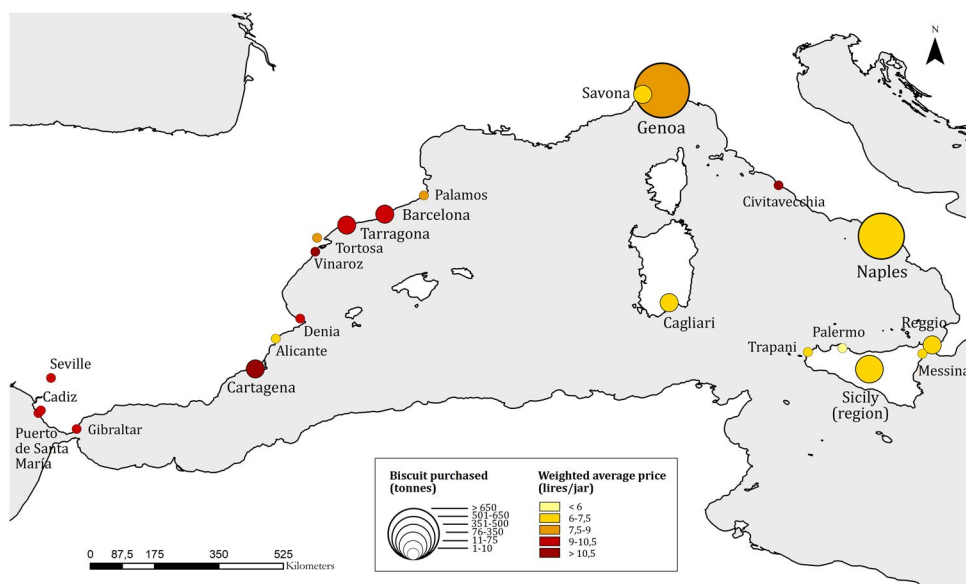 N
Savona
Genoa
Palamos
Civitavecchia
Barcelona
Tarragona
Tortosa
Vinaroz
Naples
Cagliari
Denia
Reggio
Palermo
Alicante
Trapani
Messina
Seville
Cartagena
Sicily
(region)
Cadiz
Gibraltar
Puerto
de Santa
María
Biscuit purchased
(tonnes)
> 650
501-650
351-500
76-350
11-75
1-10
Weighted average price
(lires/jar)
< 6
6-7,5
7,5-9
9-10,5
> 10,5
0 87,5 175 350 525
Kilometers